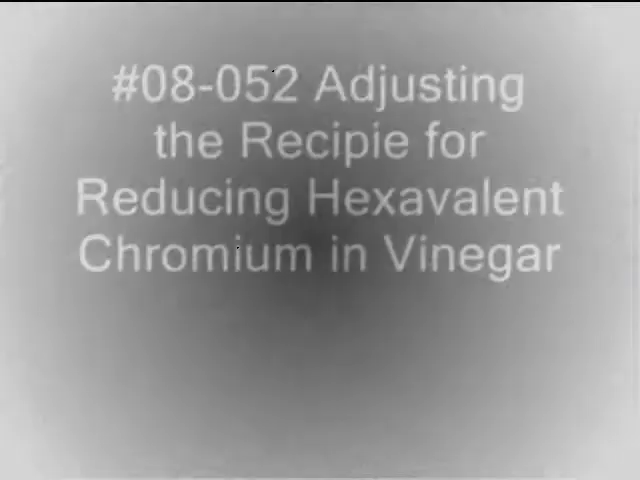 #08-052 Adjusting
the Recipie for
Reducing Hexavalent
Chromium in Vinegar